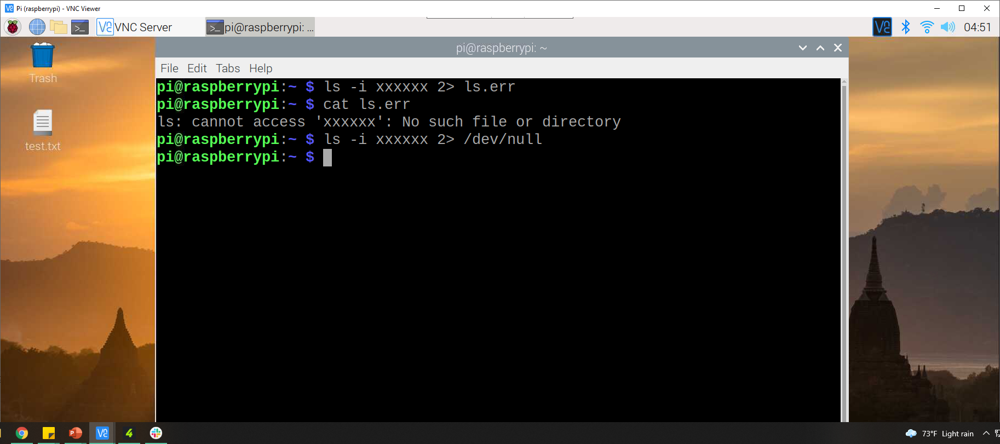 Pi (raspberrypi) - VNC Viewer
VNC Server
pi@raspberrypi: ...
04:51
Trash
test.txt
pi@raspberrypi: ~
File Edit Tabs Help
pi@raspberrypi:~ $ ls -i xxxxxx 2> ls.err
pi@raspberrypi:~ $ cat ls.err
ls: cannot access 'xxxxxx': No such file or directory
pi@raspberrypi:~ $ ls -i xxxxxx 2> /dev/null
pi@raspberrypi:~ $
73°F Light rain